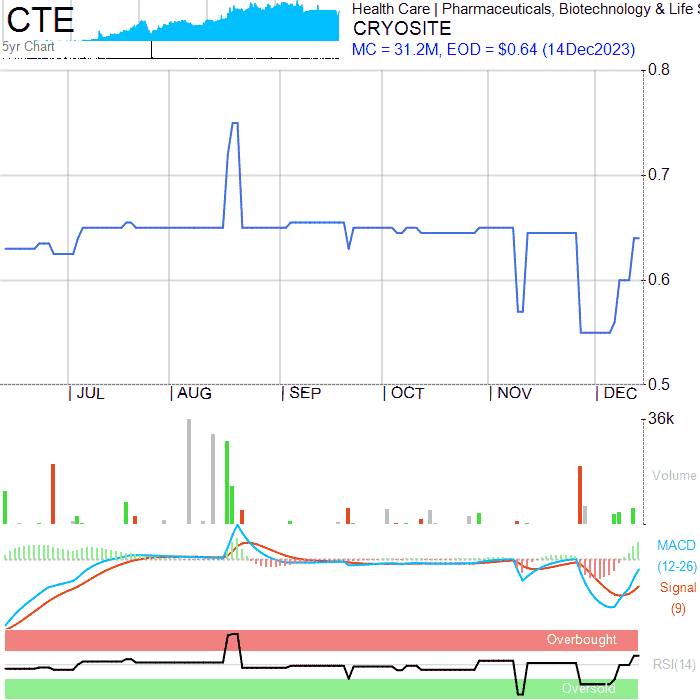 CTE
5yr Chart
Health Care | Pharmaceuticals, Biotechnology & Life
CRYOSITE
MC = 31.2M, EOD = $0.64 (14Dec2023)
0.8
0.7
0.6
0.5
JUL
AUG
SEP
OCT
NOV
DEC
36k
Volume
MACD
(12-26)
Signal
(9)
Overbought
RSI(14)
Oversold